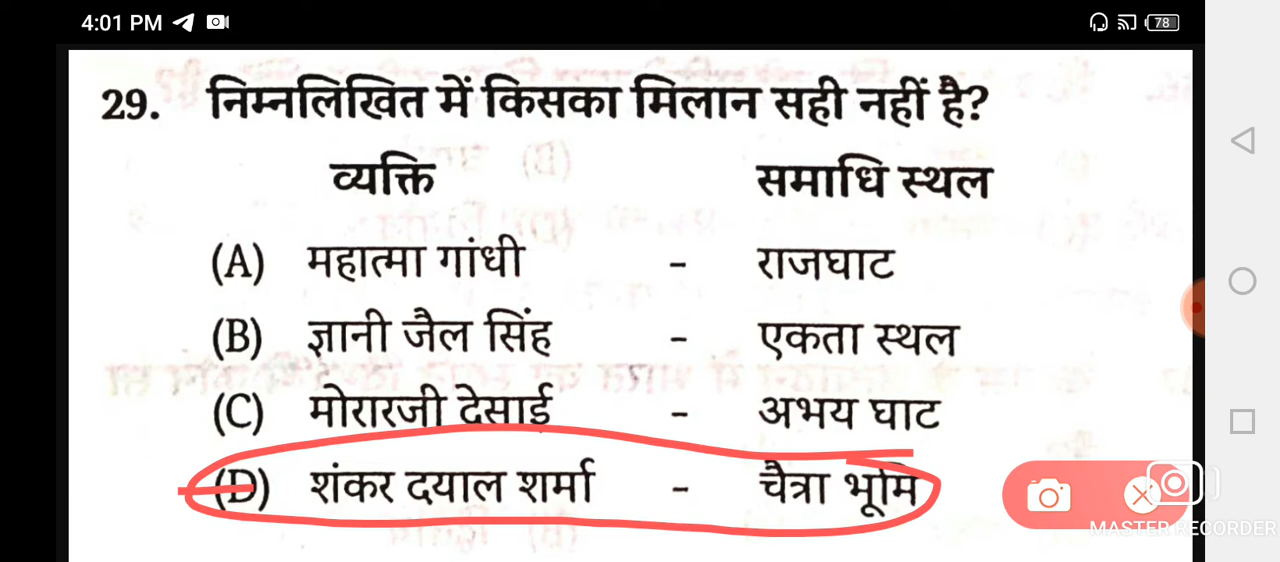 4:01 PM
78
29. निम्नलिखित में किसका मिलान सही नहीं है?
व्यक्ति समाधि स्थल
(A) महात्मा गांधी - राजघाट
(B) ज्ञानी जैल सिंह - एकता स्थल
(C) मोरारजी देसाई - अभय घाट
(D) शंकर दयाल शर्मा - चैत्रा भूमि
MASTER RECORDER